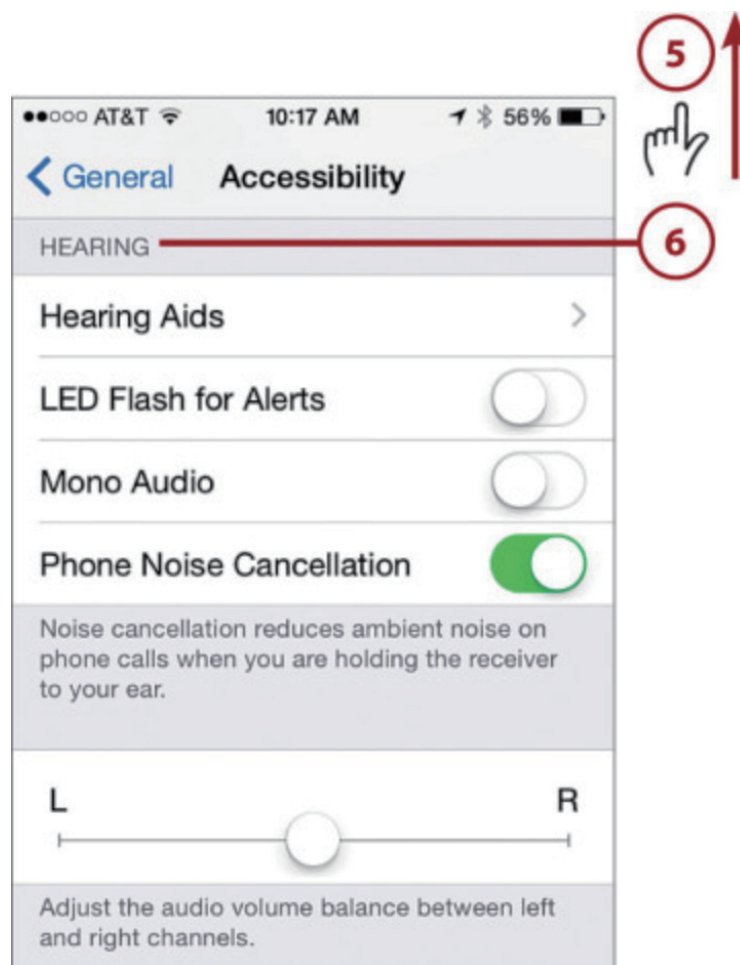 5
AT&T 10:17 AM 56%
General Accessibility
HEARING
6
Hearing Aids
LED Flash for Alerts
Mono Audio
Phone Noise Cancellation
Noise cancellation reduces ambient noise on
phone calls when you are holding the receiver
to your ear.
L R
Adjust the audio volume balance between left
and right channels.